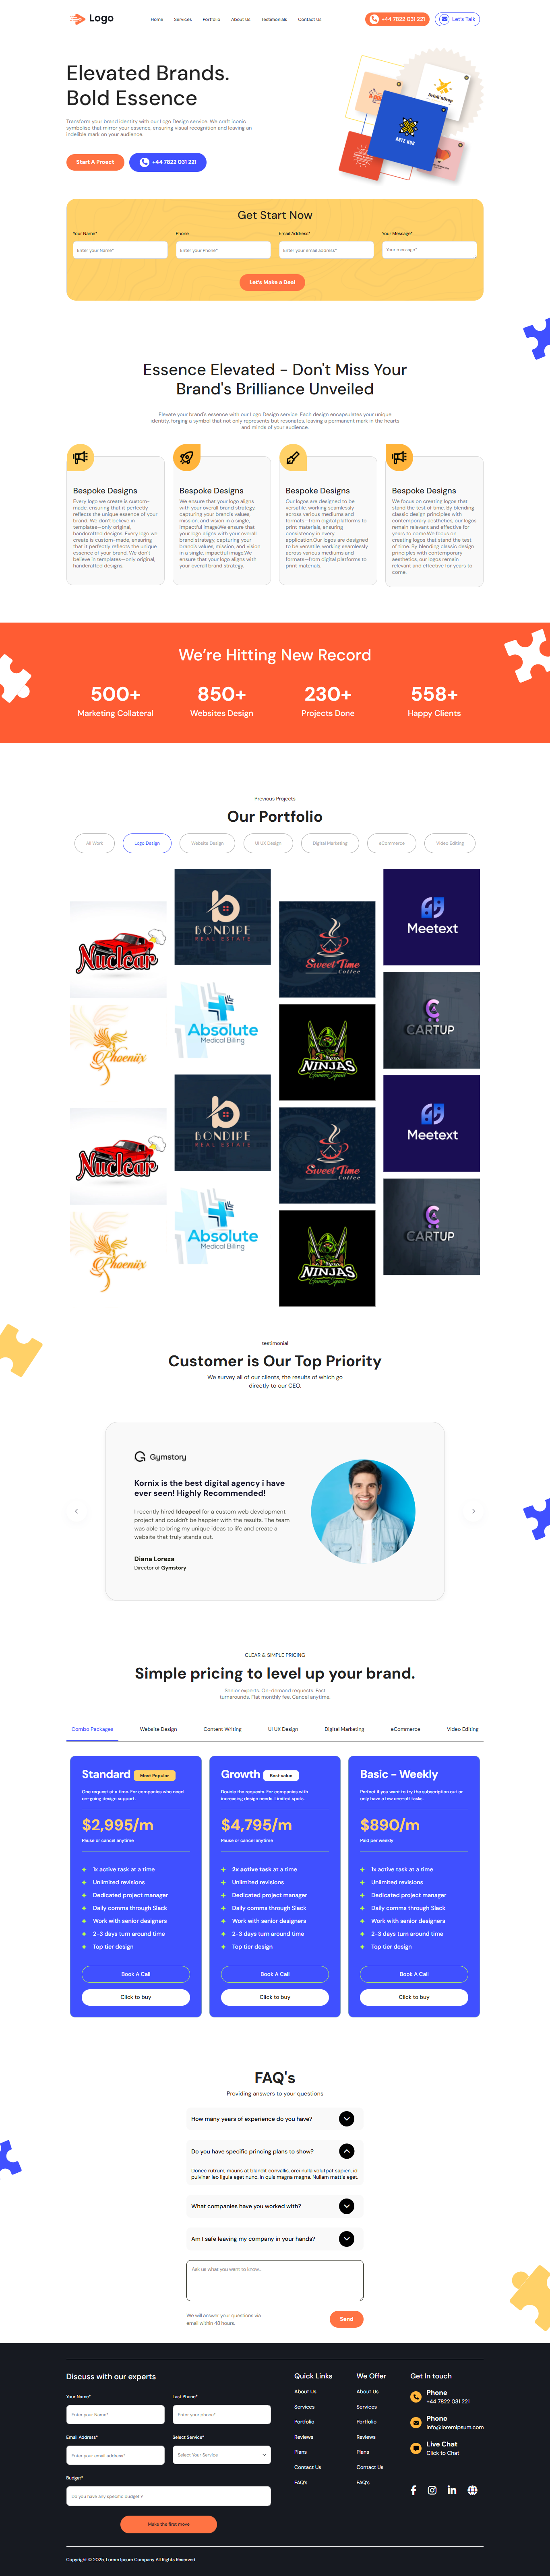 Logo
Home Services Portfolio About Us Testimonials Contact Us
+44 7822 031 221
Let's Talk
Elevated Brands.
Bold Essence
Transform your brand identity with our Logo Design service. We craft iconic
symbolics that mirror your essence, ensuring visual recognition and leaving an
indelible mark on your audience.
Start A Proect
+44 7822 031 221
ARTZ HUB
Get Start Now
Your Name* Phone Email Address* Your Message*
Enter your Name* Enter your Phone* Enter your email address* Your message*
Let's Make a Deal
Essence Elevated - Don't Miss Your
Brand's Brilliance Unveiled
Elevate your brand's essence with our Logo Design service. Each design encapsulates your unique
identity, forging a symbol that not only represents but resonates, leaving a permanent mark in the hearts
and minds of your audience.
Bespoke Designs
Every logo we create is custom-
made, ensuring that it perfectly
reflects the unique essence of your
brand. We don't believe in
templates—only original,
handcrafted designs. Every logo we
create is custom-made, ensuring
that it perfectly reflects the unique
essence of your brand. We don't
believe in templates—only original,
handcrafted designs.
Bespoke Designs
We ensure that your logo aligns
with your overall brand strategy,
capturing your brand's values,
mission, and vision in a single,
impactful image.We ensure that
your logo aligns with your overall
brand strategy, capturing your
brand's values, mission, and vision
in a single, impactful image.We
ensure that your logo aligns with
your overall brand strategy.
Bespoke Designs
Our logos are designed to be
versatile, working seamlessly
across various mediums and
formats—from digital platforms to
print materials, ensuring
consistency in every
application.Our logos are designed
to be versatile, working seamlessly
across various mediums and
formats—from digital platforms to
print materials.
Bespoke Designs
We focus on creating logos that
stand the test of time. By blending
classic design principles with
contemporary aesthetics, our logos
remain relevant and effective for
years to come.We focus on
creating logos that stand the test
of time. By blending classic design
principles with contemporary
aesthetics, our logos remain
relevant and effective for years to
come.
We're Hitting New Record
500+ 850+ 230+ 558+
Marketing Collateral Websites Design Projects Done Happy Clients
Previous Projects
Our Portfolio
All Work Logo Design Website Design UI UX Design Digital Marketing eCommerce Video Editing
Nuclear
Phoeniix
Nuclear
Phoeniix
BONDIPE
REAL ESTATE
Absolute
Medical Biling
BONDIPE
REAL ESTATE
Absolute
Medical Biling
Sweet Time
Coffee
NINJAS
Sweet Time
Coffee
NINJAS
Meetext
CARTUP
Meetext
CARTUP
testimonial
Customer is Our Top Priority
We survey all of our clients, the results of which go
directly to our CEO.
Gymstory
Kornix is the best digital agency i have
ever seen! Highly Recommended!
I recently hired Ideapeel for a custom web development
project and couldn't be happier with the results. The team
was able to bring my unique ideas to life and create a
website that truly stands out.
Diana Loreza
Director of Gymstory
CLEAR & SIMPLE PRICING
Simple pricing to level up your brand.
Senior experts. On-demand requests. Fast
turnarounds. Flat monthly fee. Cancel anytime.
Combo Packages Website Design Content Writing UI UX Design Digital Marketing eCommerce Video Editing
Standard Most Popular
One request at a time. For companies who need
on-going design support.
$2,995/m
Pause or cancel anytime
1x active task at a time
Unlimited revisions
Dedicated project manager
Daily comms through Slack
Work with senior designers
2-3 days turn around time
Top tier design
Book A Call
Click to buy
Growth Best value
Double the requests. For companies with
increasing design needs. Limited spots.
$4,795/m
Pause or cancel anytime
2x active task at a time
Unlimited revisions
Dedicated project manager
Daily comms through Slack
Work with senior designers
2-3 days turn around time
Top tier design
Book A Call
Click to buy
Basic - Weekly
Perfect if you want to try the subscription out or
only have a few one-off tasks.
$890/m
Paid per weekly
1x active task at a time
Unlimited revisions
Dedicated project manager
Daily comms through Slack
Work with senior designers
2-3 days turn around time
Top tier design
Book A Call
Click to buy
FAQ's
Providing answers to your questions
How many years of experience do you have?
Do you have specific princing plans to show?
Donec rutrum, mauris at blandit convallis, orci nulla volutpat sapien, id
pulvinar leo ligula eget nunc. In quis magna magna. Nullam mattis eget.
What companies have you worked with?
Am I safe leaving my company in your hands?
Ask us what you want to know...
We will answer your questions via
email within 48 hours.
Send
Discuss with our experts
Your Name* Last Phone*
Enter your Name* Enter your phone*
Email Address* Select Service*
Enter your email address* Select Your Service
Budget*
Do you have any specific budget ?
Make the first move
Quick Links
About Us
Services
Portfolio
Reviews
Plans
Contact Us
FAQ's
We Offer
About Us
Services
Portfolio
Reviews
Plans
Contact Us
FAQ's
Get In touch
Phone
+44 7822 031 221
Phone
info@loremipsum.com
Live Chat
Click to Chat
Copyright © 2025, Lorem Ipsum Company All Rights Reserved